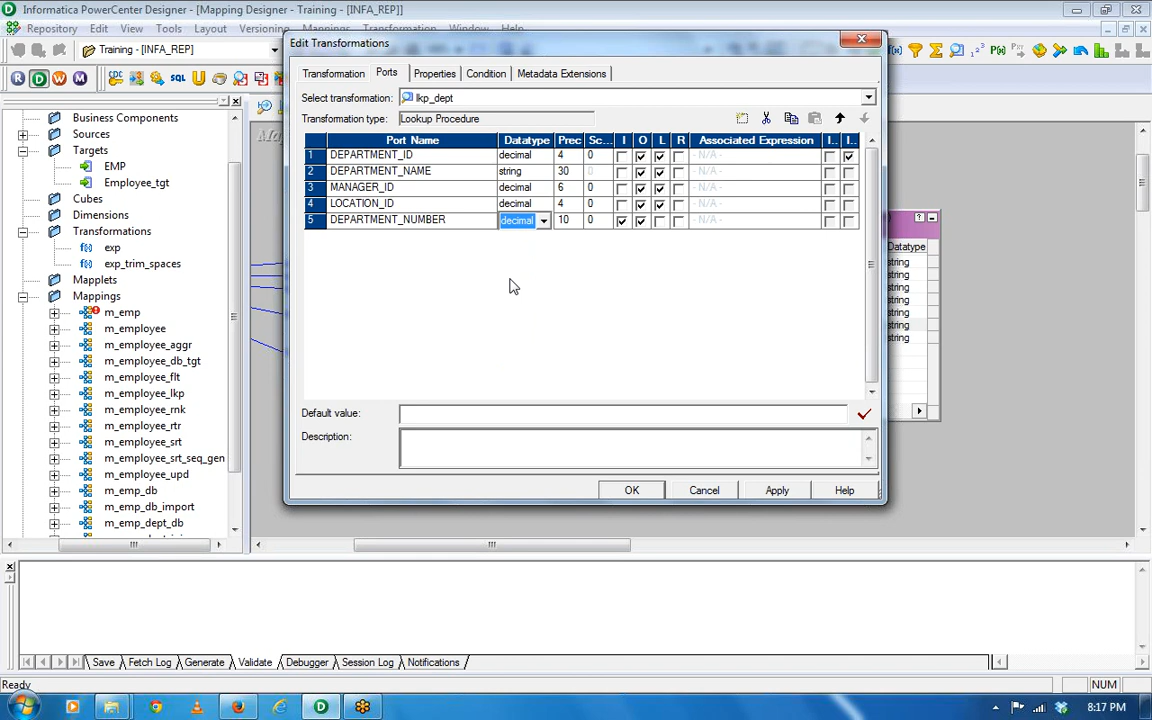 Informatica PowerCenter Designer - [Mapping Designer - Training - [INFA_REP]]
Repository Edit View Tools Layout Versioning Mappings Transformation Window Help
Training - [INFA_REP]
Edit Transformations
Transformation Ports Properties Condition Metadata Extensions
Select transformation: lkp_dept
Transformation type: Lookup Procedure
Port Name Datatype Prec Sc... I O L R Associated Expression I.. I..
1 DEPARTMENT_ID decimal 4 0 - N/A -
2 DEPARTMENT_NAME string 30 0 - N/A -
3 MANAGER_ID decimal 6 0 - N/A -
4 LOCATION_ID decimal 4 0 - N/A -
5 DEPARTMENT_NUMBER decimal 10 0 - N/A -
Default value:
Description:
OK Cancel Apply Help
Business Components
Sources
Targets
EMP
Employee_tgt
Cubes
Dimensions
Transformations
exp
exp_trim_spaces
Mapplets
Mappings
m_emp
m_employee
m_employee_aggr
m_employee_db_tgt
m_employee_flt
m_employee_lkp
m_employee_rnk
m_employee_rtr
m_employee_srt
m_employee_srt_seq_gen
m_employee_upd
m_emp_db
m_emp_db_import
m_emp_dept_db
Datatype
string
string
string
string
string
string
string
Save Fetch Log Generate Validate Debugger Session Log Notifications
Ready
NUM
8:17 PM